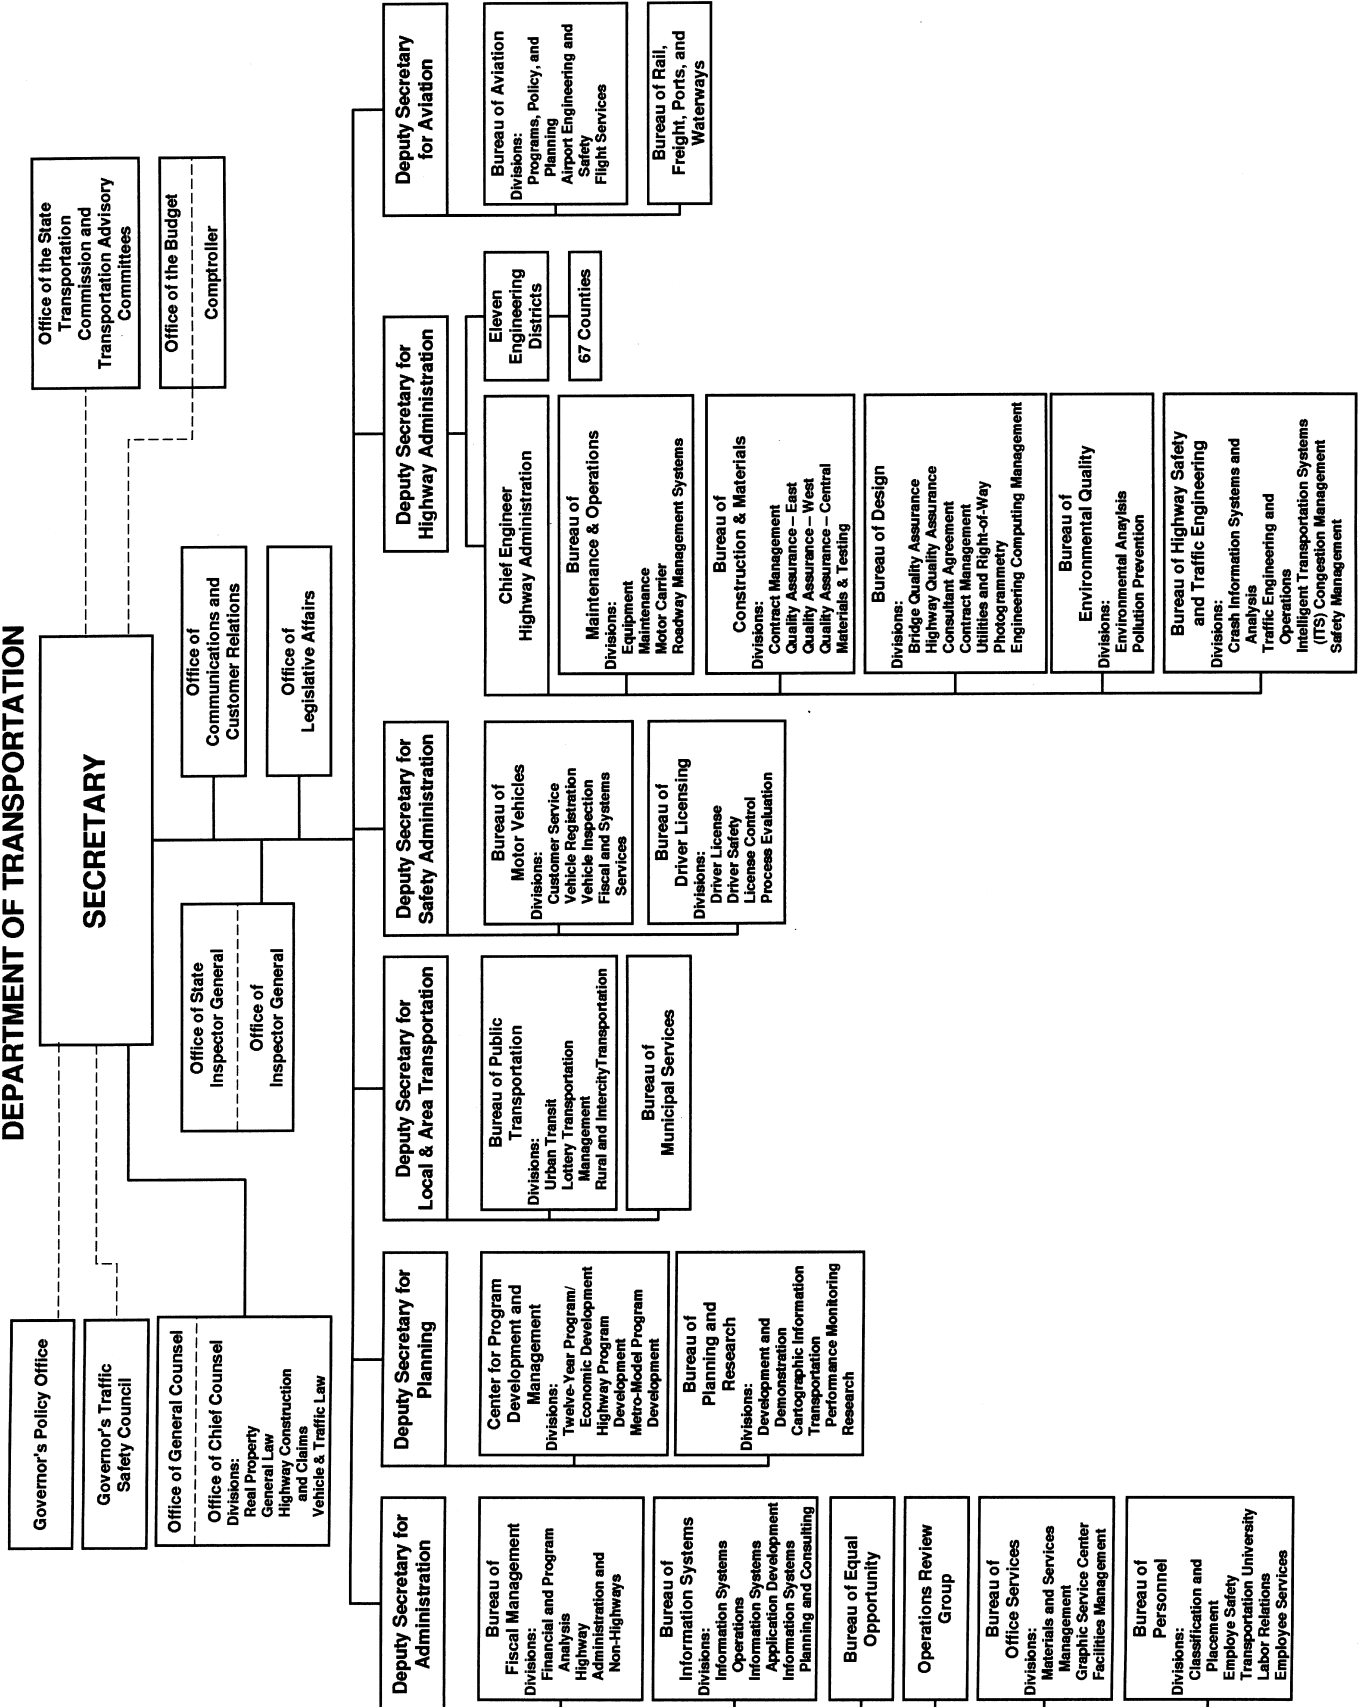 DEPARTMENT OF TRANSPORTATION
SECRETARY
Governor's Policy Office
Governor's Traffic
Safety Council
Office of General Counsel
Office of Chief Counsel
Divisions:
Real Property
General Law
Highway Construction
and Claims
Vehicle & Traffic Law
Office of the State
Transportation
Commission and
Transportation Advisory
Committees
Office of the Budget
Comptroller
Office of State
Inspector General
Office of
Inspector General
Office of
Communications and
Customer Relations
Office of
Legislative Affairs
Deputy Secretary for
Administration
Bureau of
Fiscal Management
Divisions:
Financial and Program
Analysis
Highway
Administration and
Non-Highways
Bureau of
Information Systems
Divisions:
Information Systems
Operations
Information Systems
Application Development
Information Systems
Planning and Consulting
Bureau of Equal
Opportunity
Operations Review
Group
Bureau of
Office Services
Divisions:
Materials and Services
Management
Graphic Service Center
Facilities Management
Bureau of
Personnel
Divisions:
Classification and
Placement
Employe Safety
Transportation University
Labor Relations
Employee Services
Deputy Secretary for
Planning
Center for Program
Development and
Management
Divisions:
Twelve-Year Program/
Economic Development
Highway Program
Development
Metro-Model Program
Development
Bureau of
Planning and
Research
Divisions:
Development and
Demonstration
Cartographic Information
Transportation
Performance Monitoring
Research
Deputy Secretary for
Local & Area Transportation
Bureau of Public
Transportation
Divisions:
Urban Transit
Lottery Transportation
Management
Rural and Intercity Transportation
Bureau of
Municipal Services
Deputy Secretary for
Safety Administration
Bureau of
Motor Vehicles
Divisions:
Customer Service
Vehicle Registration
Vehicle Inspection
Fiscal and Systems
Services
Bureau of
Driver Licensing
Divisions:
Driver License
Driver Safety
License Control
Process Evaluation
Deputy Secretary for
Highway Administration
Chief Engineer
Highway Administration
Bureau of
Maintenance & Operations
Divisions:
Equipment
Maintenance
Motor Carrier
Roadway Management Systems
Bureau of
Construction & Materials
Divisions:
Contract Management
Quality Assurance – East
Quality Assurance – West
Quality Assurance – Central
Materials & Testing
Bureau of Design
Divisions:
Bridge Quality Assurance
Highway Quality Assurance
Consultant Agreement
Contract Management
Utilities and Right-of-Way
Photogrammetry
Engineering Computing Management
Bureau of
Environmental Quality
Divisions:
Environmental Anaylsis
Pollution Prevention
Bureau of Highway Safety
and Traffic Engineering
Divisions:
Crash Information Systems and
Analysis
Traffic Engineering and
Operations
Intelligent Transportation Systems
(ITS) Congestion Management
Safety Management
Eleven
Engineering
Districts
67 Counties
Deputy Secretary
for Aviation
Bureau of Aviation
Divisions:
Programs, Policy, and
Planning
Airport Engineering and
Safety
Flight Services
Bureau of Rail,
Freight, Ports, and
Waterways